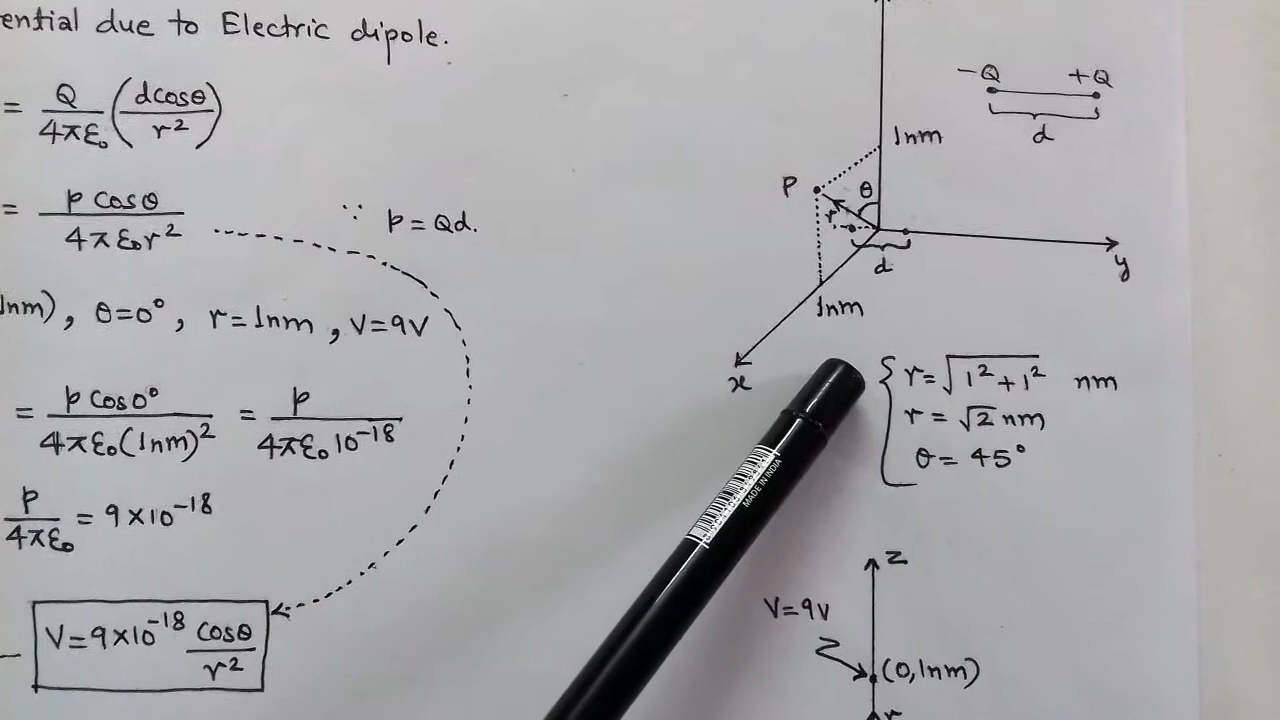 ential due to Electric dipole.
= Q/4πε₀ (dcosθ/r²)
= p cosθ/4πε₀r² ∵ p = Qd.
1nm), θ=0°, r=1nm, V=9V
= p cos0°/4πε₀(1nm)² = p/4πε₀10⁻¹⁸
p/4πε₀ = 9×10⁻¹⁸
V=9×10⁻¹⁸ cosθ/r²
-Q +Q
d
1nm
P θ
r
d
y
1nm
x
r=√1²+1² nm
r=√2 nm
θ= 45°
MADE IN INDIA
z
V=9V
(0,1nm)
r